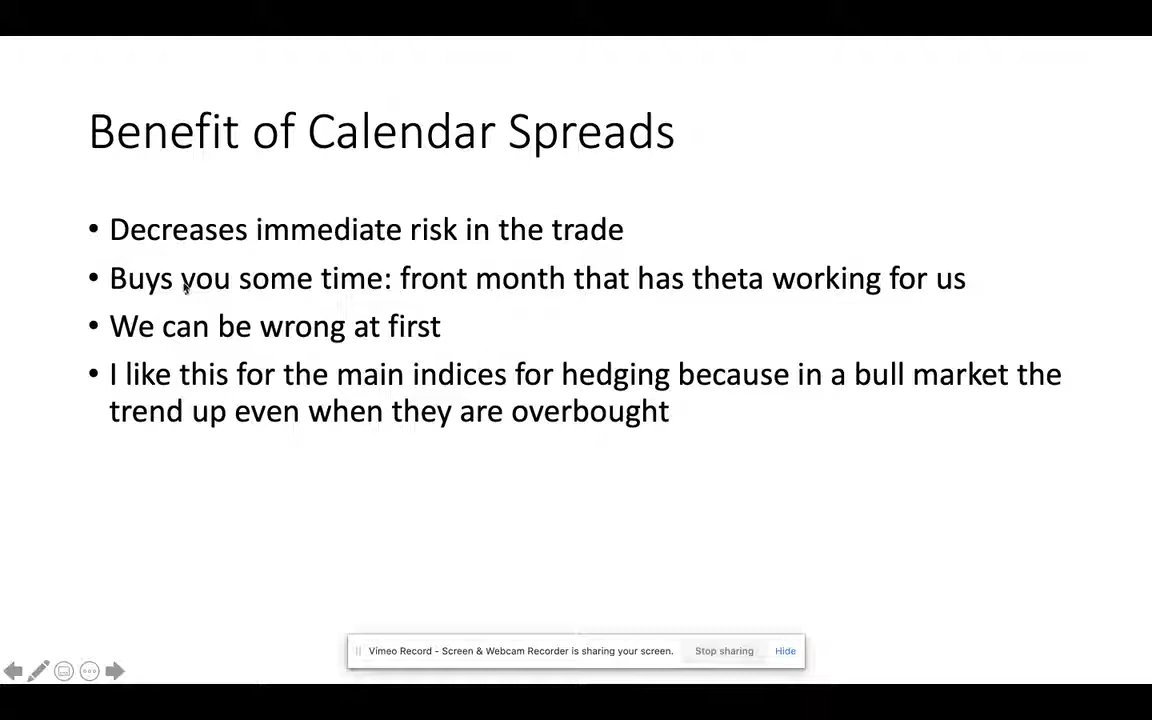 Benefit of Calendar Spreads
• Decreases immediate risk in the trade
• Buys you some time: front month that has theta working for us
• We can be wrong at first
• I like this for the main indices for hedging because in a bull market the
trend up even when they are overbought
Vimeo Record - Screen & Webcam Recorder is sharing your screen. Stop sharing Hide